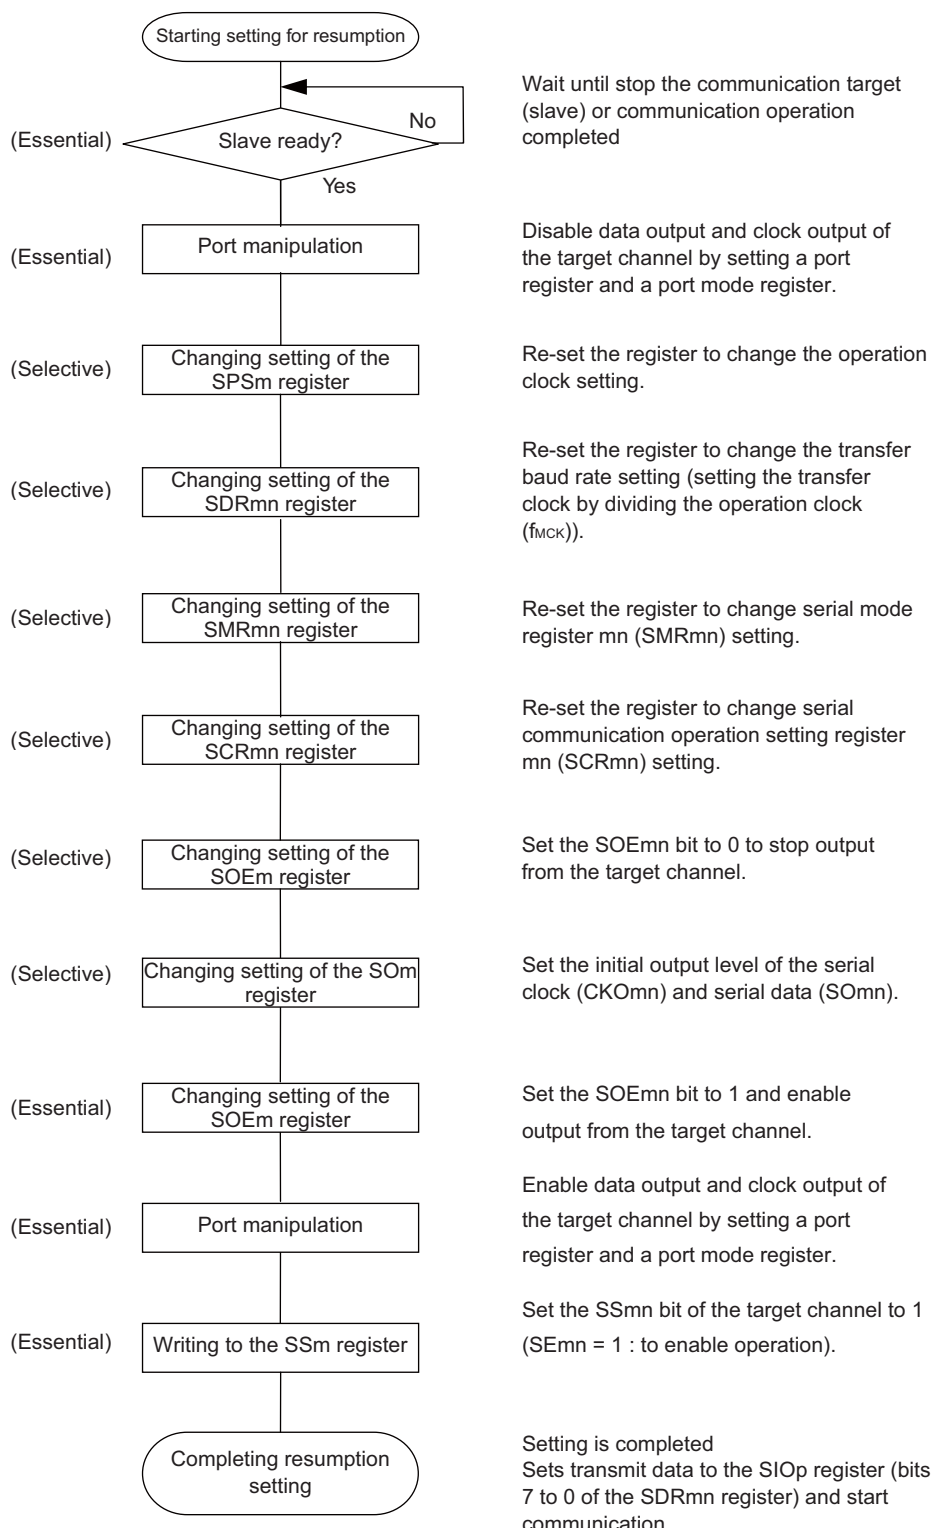 Starting setting for resumption
Wait until stop the communication target
(slave) or communication operation
completed
(Essential)
Slave ready?
No
Yes
(Essential)
Port manipulation
Disable data output and clock output of
the target channel by setting a port
register and a port mode register.
(Selective)
Changing setting of the
SPSm register
Re-set the register to change the operation
clock setting.
(Selective)
Changing setting of the
SDRmn register
Re-set the register to change the transfer
baud rate setting (setting the transfer
clock by dividing the operation clock
(fMCK)).
(Selective)
Changing setting of the
SMRmn register
Re-set the register to change serial mode
register mn (SMRmn) setting.
(Selective)
Changing setting of the
SCRmn register
Re-set the register to change serial
communication operation setting register
mn (SCRmn) setting.
(Selective)
Changing setting of the
SOEm register
Set the SOEmn bit to 0 to stop output
from the target channel.
(Selective)
Changing setting of the SOm
register
Set the initial output level of the serial
clock (CKOmn) and serial data (SOmn).
(Essential)
Changing setting of the
SOEm register
Set the SOEmn bit to 1 and enable
output from the target channel.
(Essential)
Port manipulation
Enable data output and clock output of
the target channel by setting a port
register and a port mode register.
(Essential)
Writing to the SSm register
Set the SSmn bit of the target channel to 1
(SEmn = 1 : to enable operation).
Completing resumption
setting
Setting is completed
Sets transmit data to the SIOp register (bits
7 to 0 of the SDRmn register) and start
communication